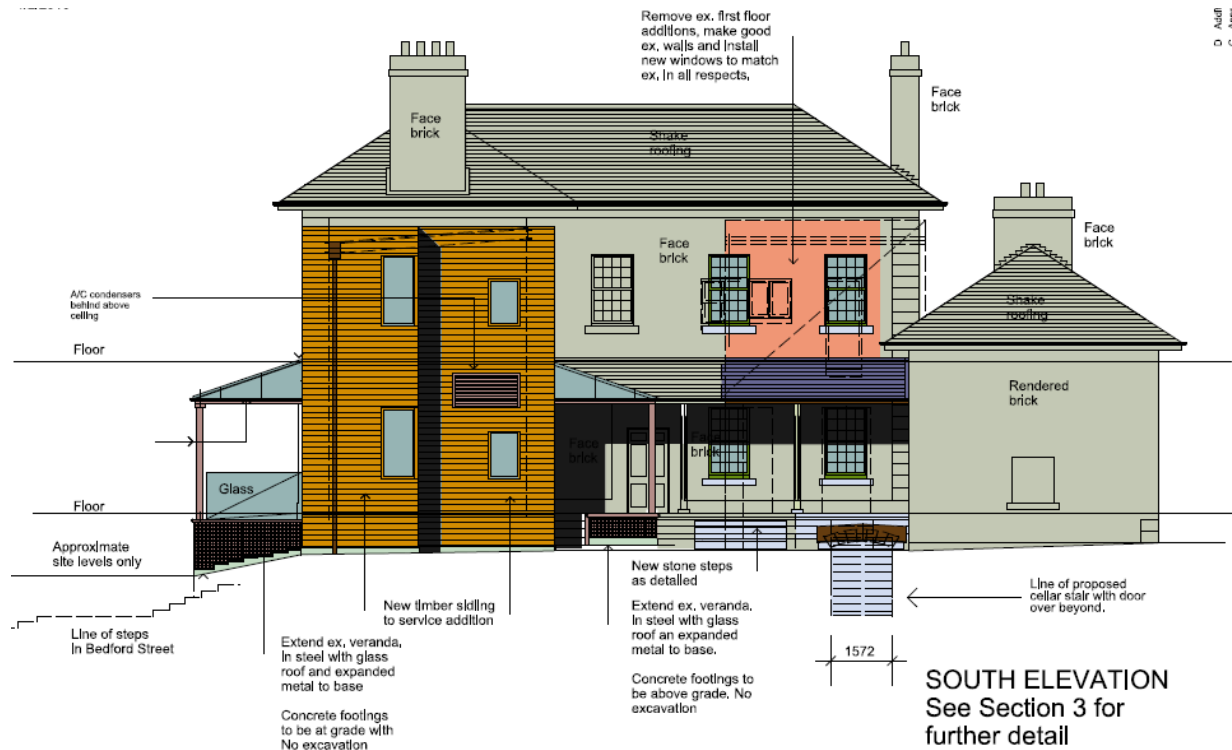 Remove ex. first floor
additions, make good
ex, walls and install
new windows to match
ex, in all respects,
Face
brick
Face
brick
Shake
roofing
Face
brick
Face
brick
A/C condensers
behind above
ceiling
Shake
roofing
Floor
Rendered
brick
Face
brick
Face
brick
Glass
Floor
Approximate
site levels only
New stone steps
as detailed
Line of proposed
cellar stair with door
over beyond.
New timber siding
to service addition
Extend ex, veranda,
in steel with glass
roof an expanded
metal to base.
Line of steps
in Bedford Street
Extend ex, veranda,
in steel with glass
roof and expanded
metal to base
1572
Concrete footings to
be above grade. No
excavation
SOUTH ELEVATION
See Section 3 for
further detail
Concrete footings
to be at grade with
No excavation